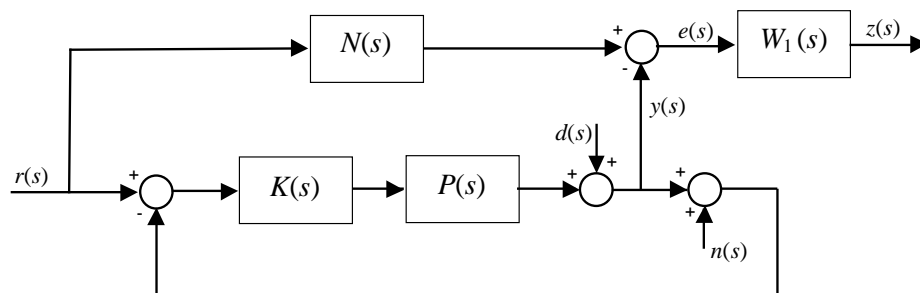 N(s)
+
-
e(s)
W1(s)
z(s)
y(s)
d(s)
r(s)
+
-
K(s)
P(s)
+
+
+
+
n(s)